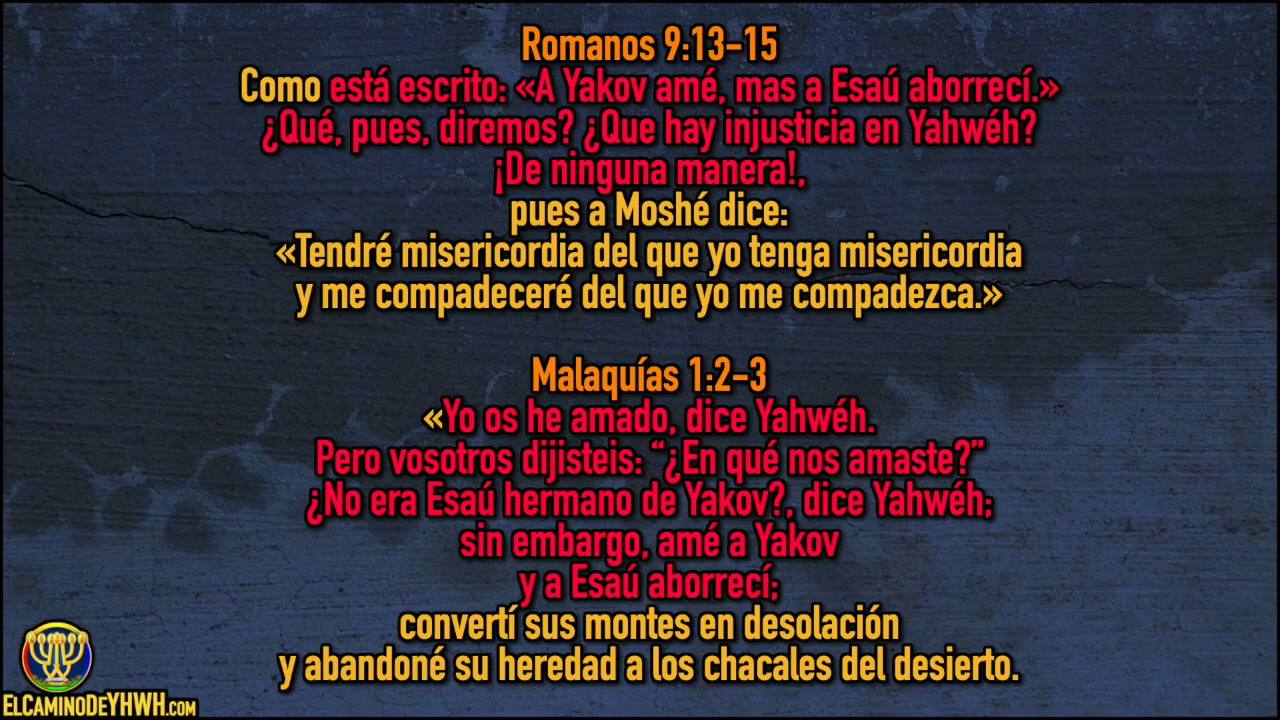 Romanos 9:13-15
Como está escrito: «A Yakov amé, mas a Esaú aborrecí.»
¿Qué, pues, diremos? ¿Que hay injusticia en Yahwéh?
¡De ninguna manera!,
pues a Moshé dice:
«Tendré misericordia del que yo tenga misericordia
y me compadeceré del que yo me compadezca.»
Malaquías 1:2-3
«Yo os he amado, dice Yahwéh.
Pero vosotros dijisteis: “¿En qué nos amaste?”
¿No era Esaú hermano de Yakov?, dice Yahwéh;
sin embargo, amé a Yakov
y a Esaú aborrecí;
convertí sus montes en desolación
y abandoné su heredad a los chacales del desierto.
ELCAMINODEYHWH.com